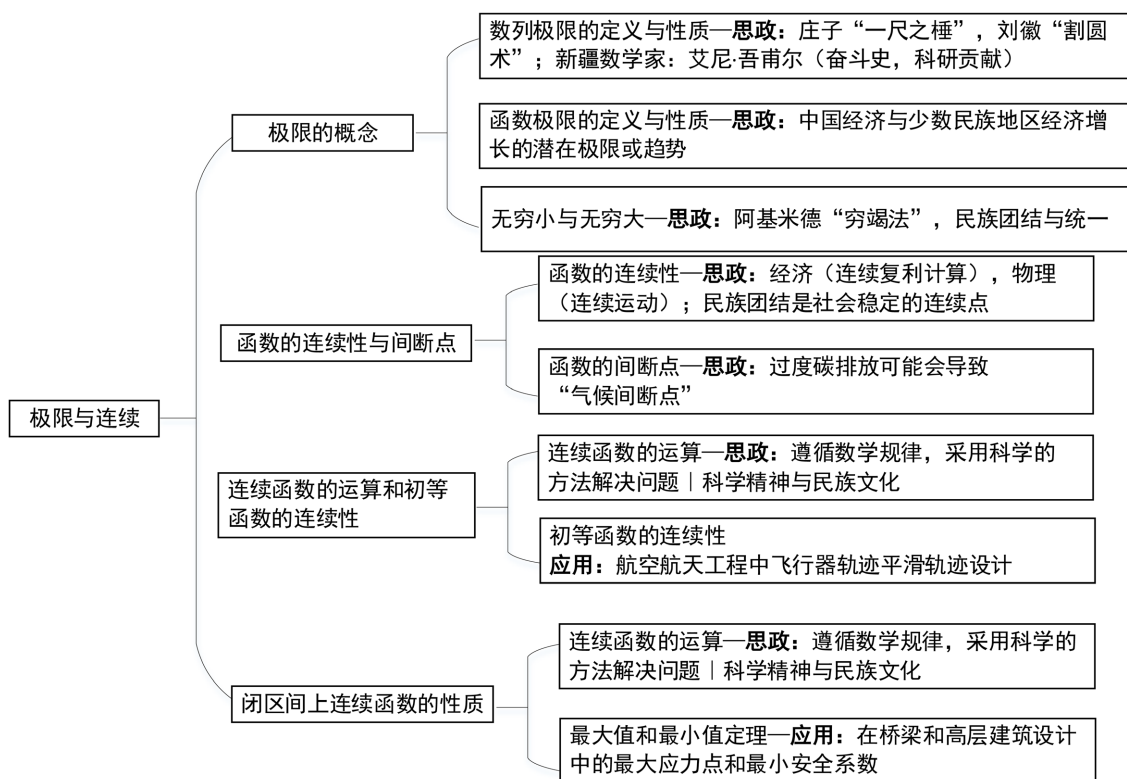 数列极限的定义与性质—思政：庄子“一尺之棰”，刘徽“割圆
术”；新疆数学家：艾尼·吾甫尔（奋斗史，科研贡献）
极限的概念
函数极限的定义与性质—思政：中国经济与少数民族地区经济增
长的潜在极限或趋势
无穷小与无穷大—思政：阿基米德“穷竭法”，民族团结与统一
函数的连续性—思政：经济（连续复利计算），物理
（连续运动）；民族团结是社会稳定的连续点
函数的连续性与间断点
函数的间断点—思政：过度碳排放可能会导致
“气候间断点”
极限与连续
连续函数的运算—思政：遵循数学规律，采用科学的
方法解决问题｜科学精神与民族文化
连续函数的运算和初等
函数的连续性
初等函数的连续性
应用：航空航天工程中飞行器轨迹平滑轨迹设计
连续函数的运算—思政：遵循数学规律，采用科学的
方法解决问题｜科学精神与民族文化
闭区间上连续函数的性质
最大值和最小值定理—应用：在桥梁和高层建筑设计
中的最大应力点和最小安全系数